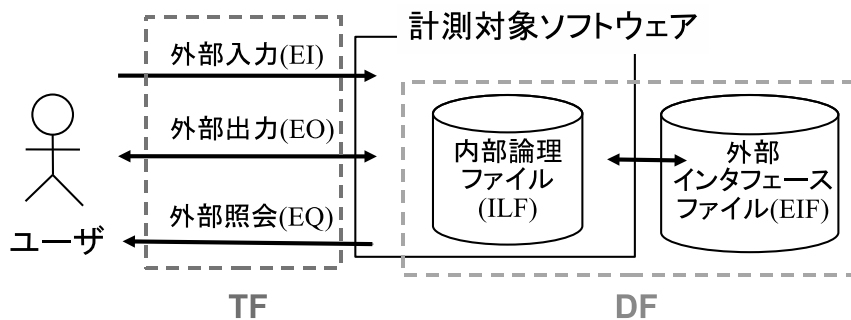 計測対象ソフトウェア
外部入力(EI)
外部出力(EO)
外部照会(EQ)
ユーザ
内部論理
ファイル
(ILF)
外部
インタフェース
ファイル(EIF)
TF
DF